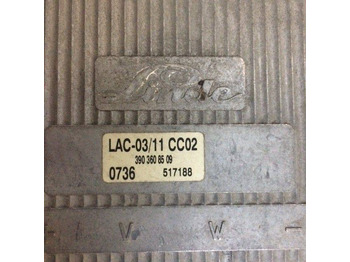 Linde
LAC-03/11 CC02
390 360 85 09
0736 517188
V W